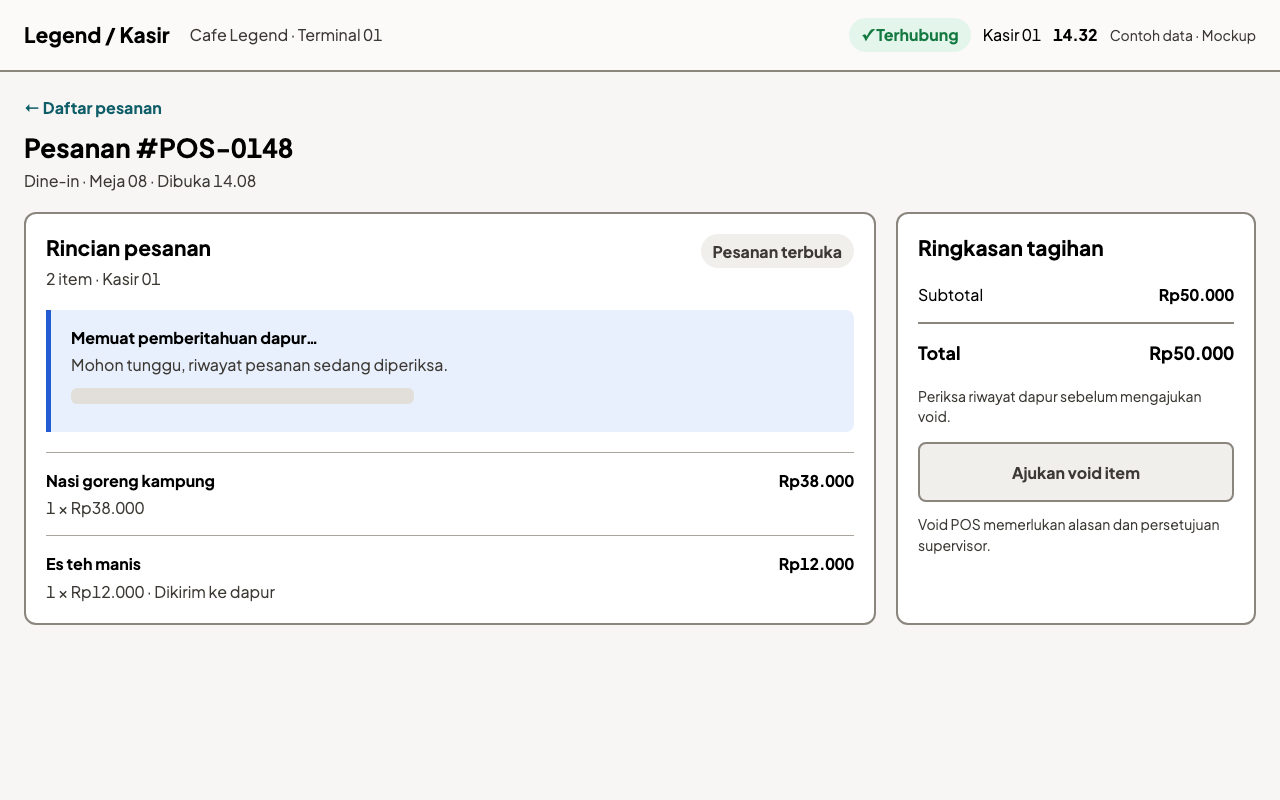 Legend / Kasir
Cafe Legend · Terminal 01
✓Terhubung
Kasir 01
14.32
Contoh data · Mockup
← Daftar pesanan
Pesanan #POS-0148
Dine-in · Meja 08 · Dibuka 14.08
Rincian pesanan
Pesanan terbuka
2 item · Kasir 01
Memuat pemberitahuan dapur…
Mohon tunggu, riwayat pesanan sedang diperiksa.
Nasi goreng kampung
Rp38.000
1 × Rp38.000
Es teh manis
Rp12.000
1 × Rp12.000 · Dikirim ke dapur
Ringkasan tagihan
Subtotal
Rp50.000
Total
Rp50.000
Periksa riwayat dapur sebelum mengajukan
void.
Ajukan void item
Void POS memerlukan alasan dan persetujuan
supervisor.